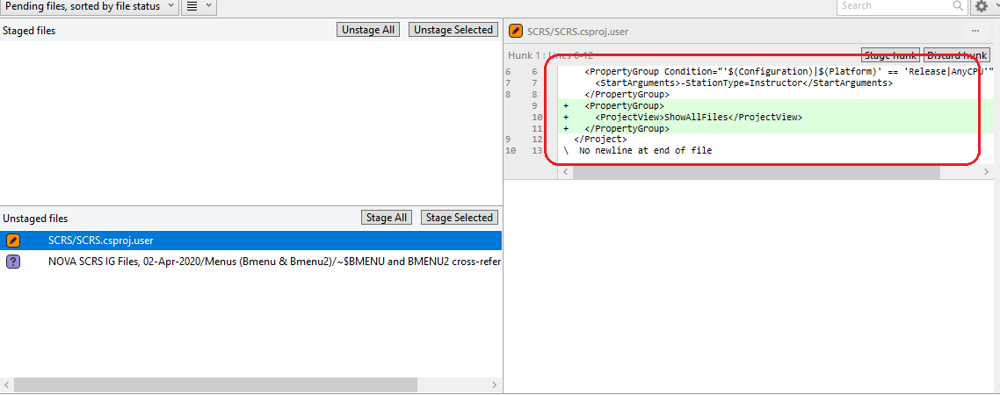 Pending files, sorted by file status
Search
Staged files
Unstage All
Unstage Selected
Unstaged files
Stage All
Stage Selected
SCRS/SCRS.csproj.user
NOVA SCRS IG Files, 02-Apr-2020/Menus (Bmenu & Bmenu2)/~$BMENU and BMENU2 cross-refer
SCRS/SCRS.csproj.user
...
Hunk 1 : Lines 6-12
Stage hunk
Discard hunk
6 6 <PropertyGroup Condition="'$(Configuration)|$(Platform)' == 'Release|AnyCPU'"
7 7 <StartArguments>-StationType=Instructor</StartArguments>
8 8 </PropertyGroup>
9 + <PropertyGroup>
10 + <ProjectView>ShowAllFiles</ProjectView>
11 + </PropertyGroup>
9 12 </Project>
10 13 \ No newline at end of file